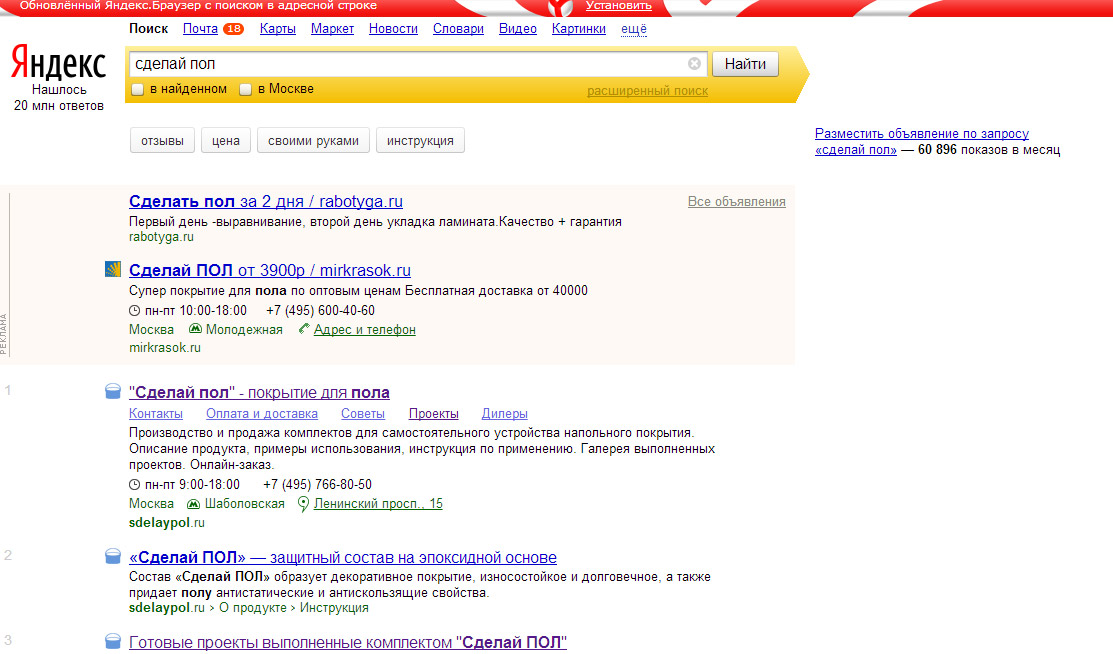 Обновлённый Яндекс.Браузер с поиском в адресной строке
Установить
Поиск Почта 18 Карты Маркет Новости Словари Видео Картинки ещё
Яндекс
Нашлось
20 млн ответов
сделай пол
Найти
в найденном в Москве расширенный поиск
отзывы цена своими руками инструкция
Разместить объявление по запросу
«сделай пол» — 60 896 показов в месяц
РЕКЛАМА
Сделать пол за 2 дня / rabotyga.ru
Все объявления
Первый день -выравнивание, второй день укладка ламината.Качество + гарантия
rabotyga.ru
Сделай ПОЛ от 3900р / mirkrasok.ru
Супер покрытие для пола по оптовым ценам Бесплатная доставка от 40000
пн-пт 10:00-18:00 +7 (495) 600-40-60
Москва Молодежная Адрес и телефон
mirkrasok.ru
1
"Сделай пол" - покрытие для пола
Контакты Оплата и доставка Советы Проекты Дилеры
Производство и продажа комплектов для самостоятельного устройства напольного покрытия.
Описание продукта, примеры использования, инструкция по применению. Галерея выполненных
проектов. Онлайн-заказ.
пн-пт 9:00-18:00 +7 (495) 766-80-50
Москва Шаболовская Ленинский просп., 15
sdelaypol.ru
2
«Сделай ПОЛ» — защитный состав на эпоксидной основе
Состав «Сделай ПОЛ» образует декоративное покрытие, износостойкое и долговечное, а также
придает полу антистатические и антискользящие свойства.
sdelaypol.ru › О продукте › Инструкция
3
Готовые проекты выполненные комплектом "Сделай ПОЛ"